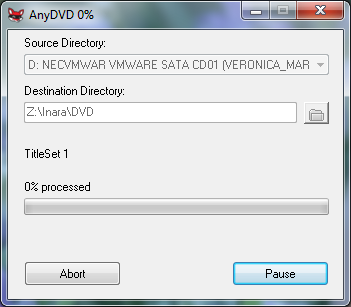 AnyDVD 0%
Source Directory:
D: NECVMWAR VMWARE SATA CD01 (VERONICA_MAR
Destination Directory:
Z:\Inara\DVD
TitleSet 1
0% processed
Abort
Pause